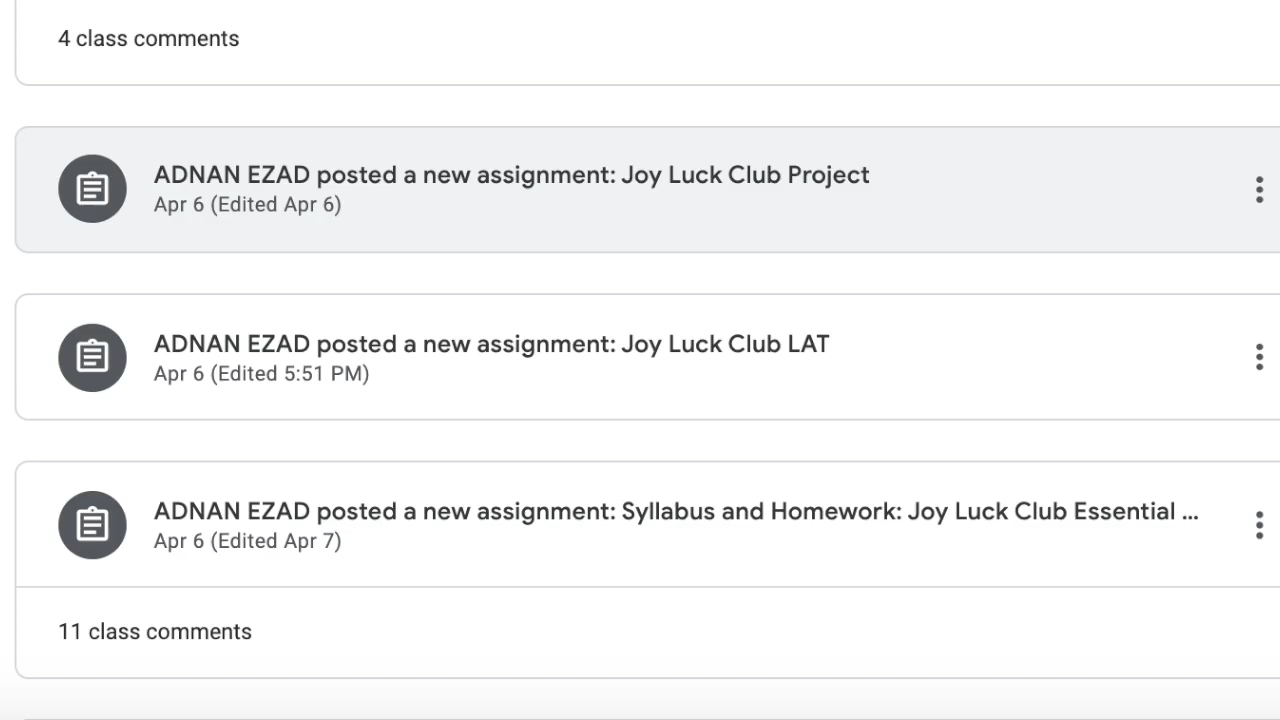 4 class comments
ADNAN EZAD posted a new assignment: Joy Luck Club Project
Apr 6 (Edited Apr 6)
ADNAN EZAD posted a new assignment: Joy Luck Club LAT
Apr 6 (Edited 5:51 PM)
ADNAN EZAD posted a new assignment: Syllabus and Homework: Joy Luck Club Essential ...
Apr 6 (Edited Apr 7)
11 class comments